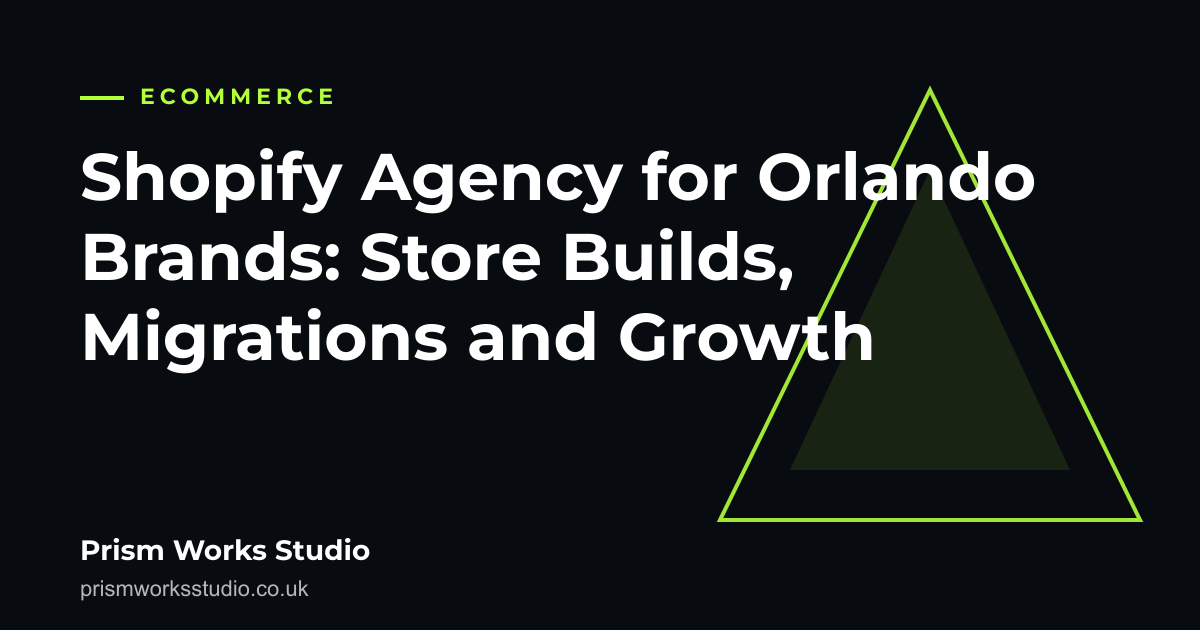 ECOMMERCE
Shopify Agency for Orlando
Brands: Store Builds,
Migrations and Growth
Prism Works Studio
prismworksstudio.co.uk